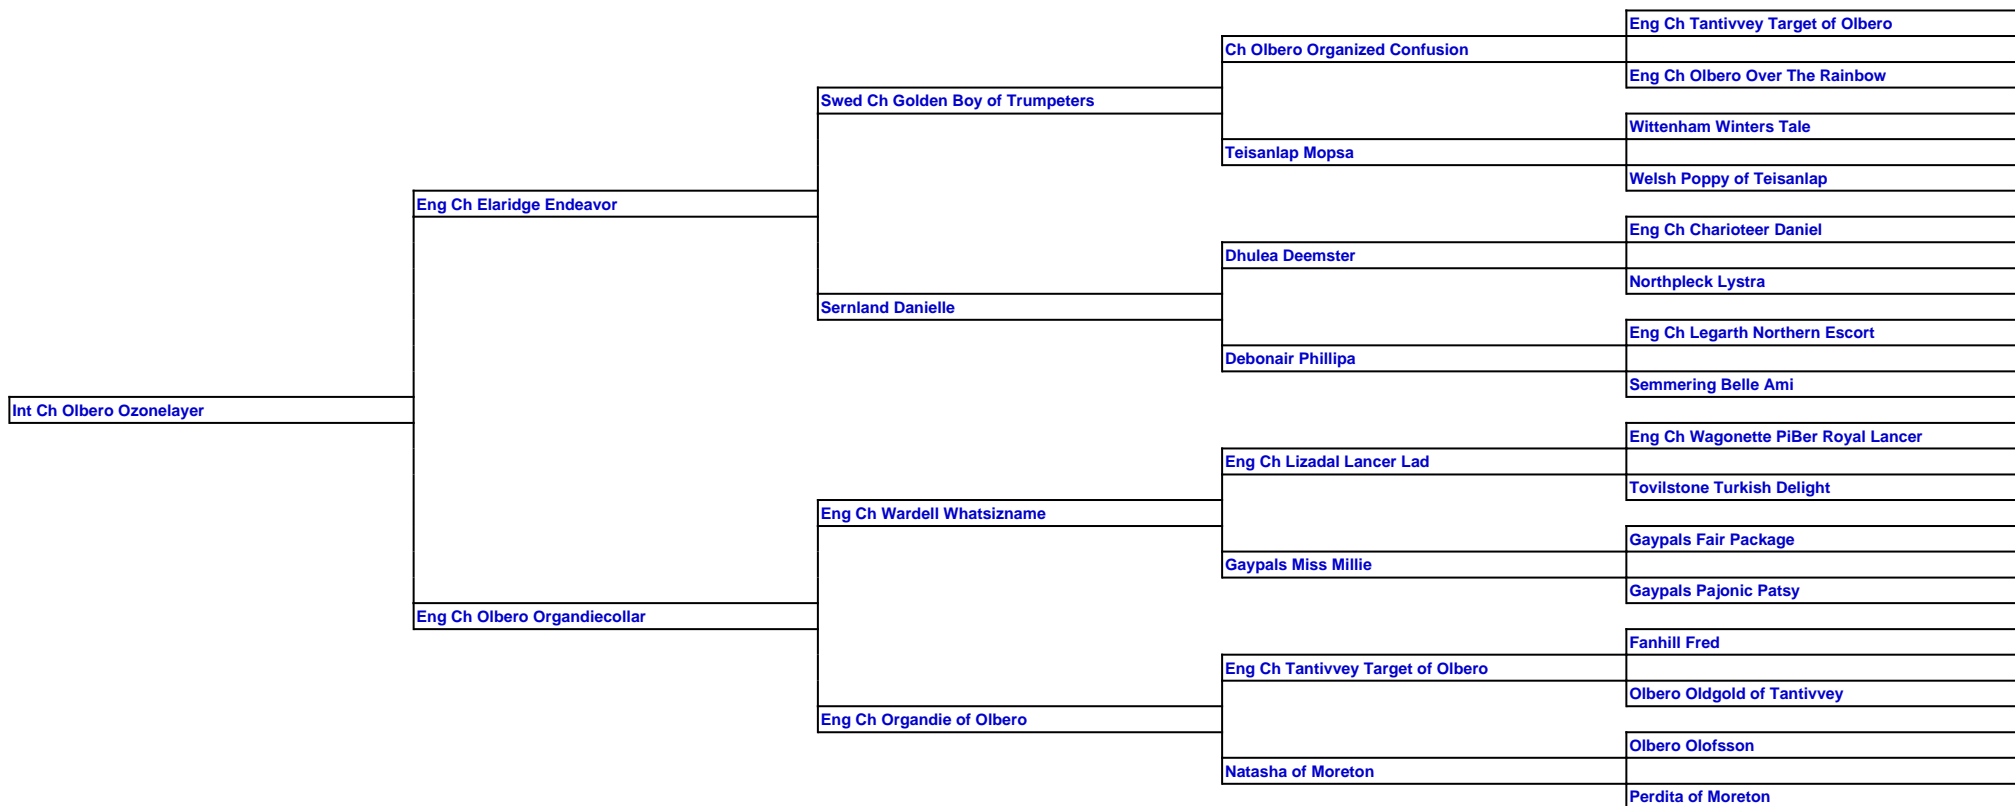 Eng Ch Tantivvey Target of Olbero
Ch Olbero Organized Confusion
Eng Ch Olbero Over The Rainbow
Swed Ch Golden Boy of Trumpeters
Wittenham Winters Tale
Teisanlap Mopsa
Welsh Poppy of Teisanlap
Eng Ch Elaridge Endeavor
Eng Ch Charioteer Daniel
Dhulea Deemster
Northpleck Lystra
Sernland Danielle
Eng Ch Legarth Northern Escort
Debonair Phillipa
Semmering Belle Ami
Int Ch Olbero Ozonelayer
Eng Ch Wagonette PiBer Royal Lancer
Eng Ch Lizadal Lancer Lad
Tovilstone Turkish Delight
Eng Ch Wardell Whatsizname
Gaypals Fair Package
Gaypals Miss Millie
Gaypals Pajonic Patsy
Eng Ch Olbero Organdiecollar
Fanhill Fred
Eng Ch Tantivvey Target of Olbero
Olbero Oldgold of Tantivvey
Eng Ch Organdie of Olbero
Olbero Olofsson
Natasha of Moreton
Perdita of Moreton